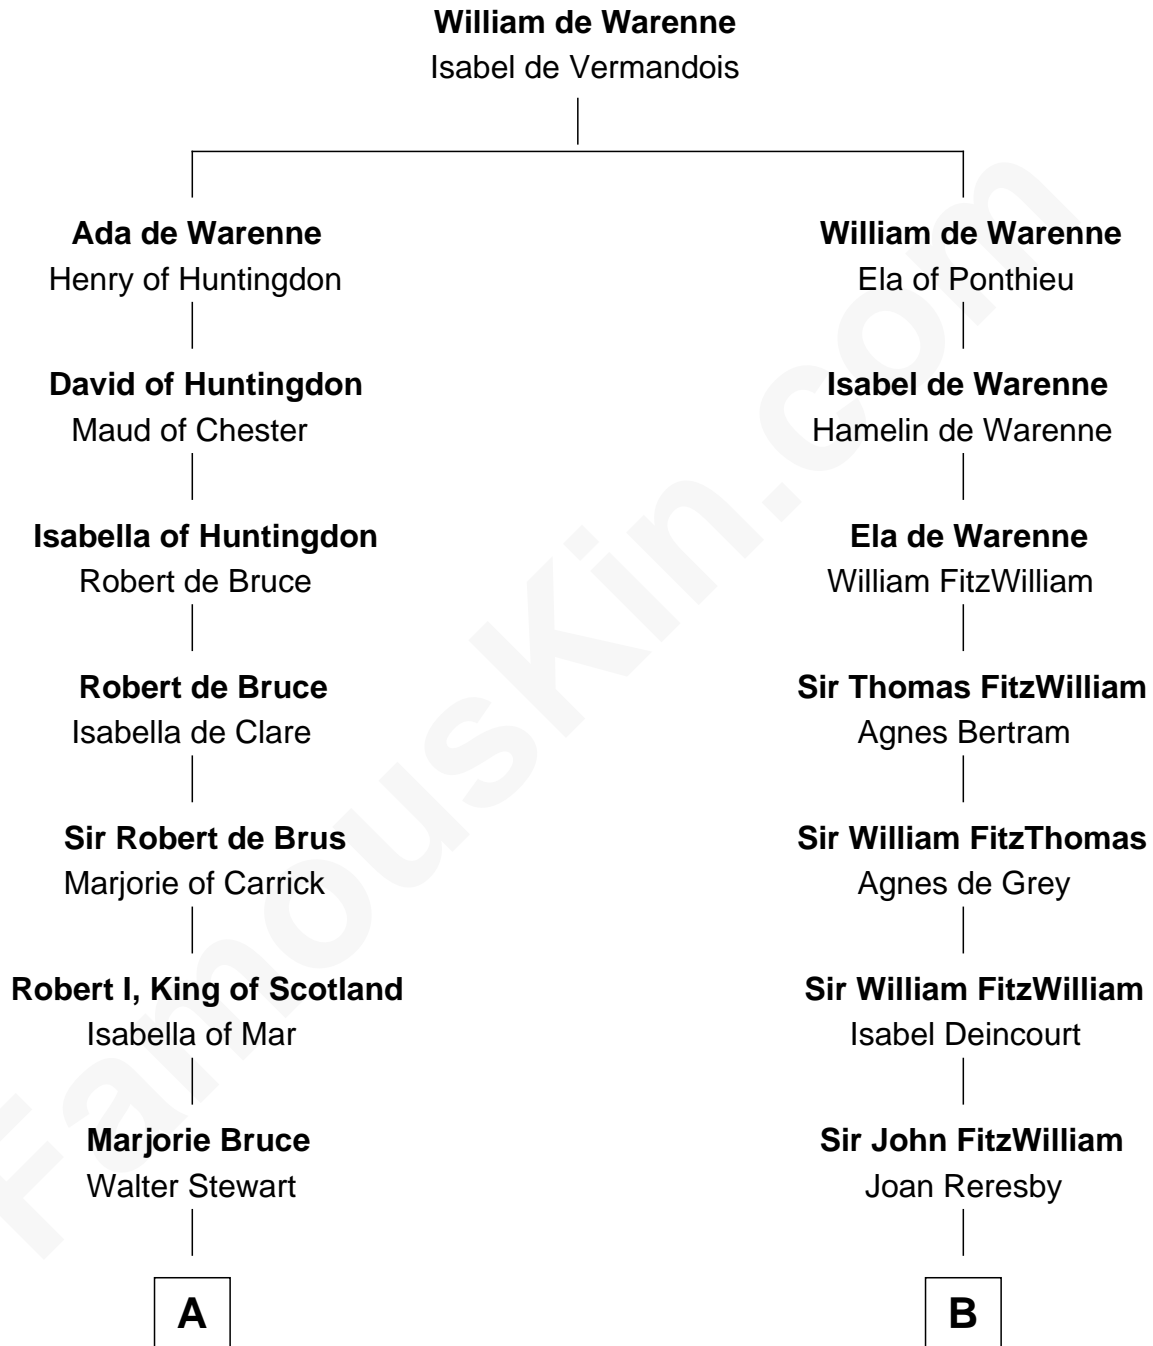 William de Warenne
Isabel de Vermandois
Ada de Warenne
Henry of Huntingdon
William de Warenne
Ela of Ponthieu
David of Huntingdon
Maud of Chester
Isabel de Warenne
Hamelin de Warenne
Isabella of Huntingdon
Robert de Bruce
Ela de Warenne
William FitzWilliam
Robert de Bruce
Isabella de Clare
Sir Thomas FitzWilliam
Agnes Bertram
Sir Robert de Brus
Marjorie of Carrick
Sir William FitzThomas
Agnes de Grey
Robert I, King of Scotland
Isabella of Mar
Sir William FitzWilliam
Isabel Deincourt
Marjorie Bruce
Walter Stewart
Sir John FitzWilliam
Joan Reresby
A
B
FamousKin.com